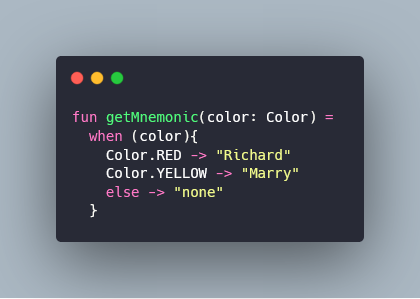 fun getMnemonic(color: Color) =
  when (color){
    Color.RED -> "Richard"
    Color.YELLOW -> "Marry"
    else -> "none"
  }